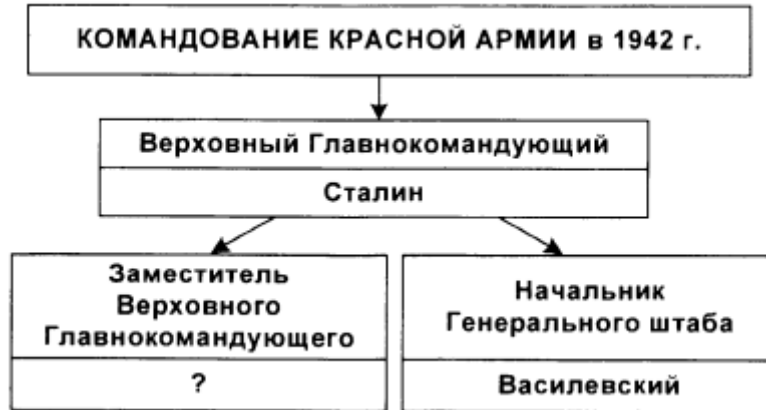 КОМАНДОВАНИЕ КРАСНОЙ АРМИИ в 1942 г.
Верховный Главнокомандующий
Сталин
Заместитель
Верховного
Главнокомандующего
?
Начальник
Генерального штаба
Василевский